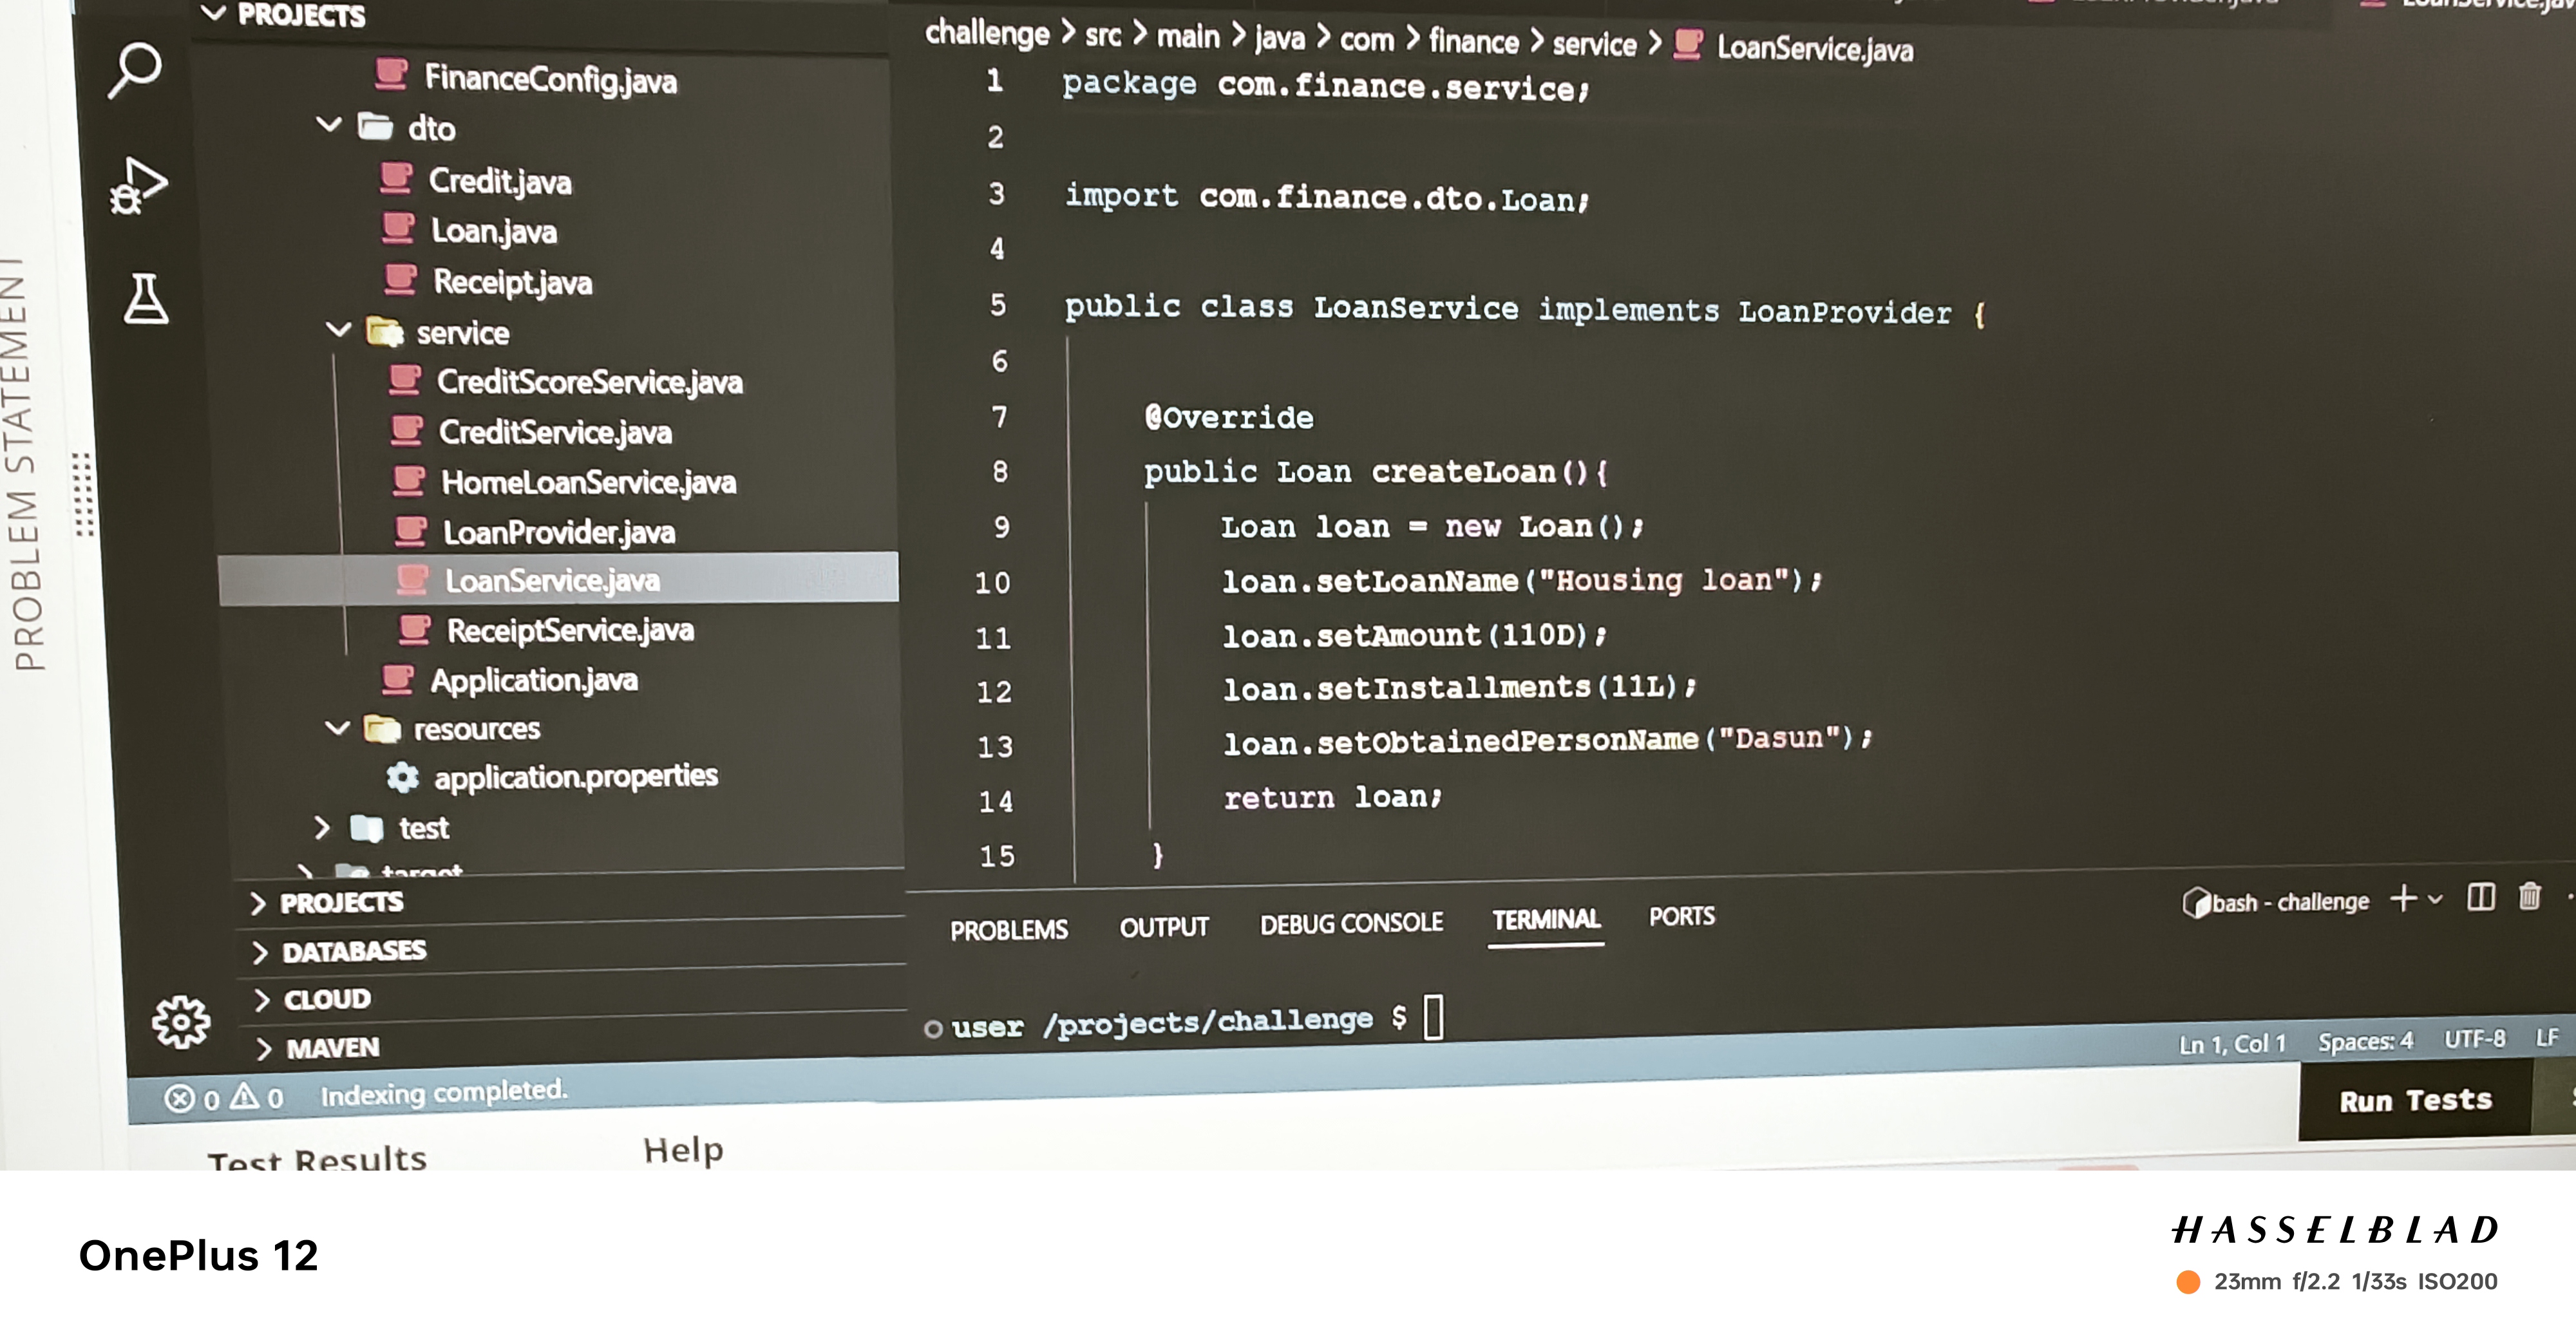 PROBLEM STATEMENT
PROJECTS
FinanceConfig.java
dto
Credit.java
Loan.java
Receipt.java
service
CreditScoreService.java
CreditService.java
HomeLoanService.java
LoanProvider.java
LoanService.java
ReceiptService.java
Application.java
resources
application.properties
test
target
PROJECTS
DATABASES
CLOUD
MAVEN
challenge > src > main > java > com > finance > service > LoanService.java
1 package com.finance.service;
2
3 import com.finance.dto.Loan;
4
5 public class LoanService implements LoanProvider {
6
7 @Override
8 public Loan createLoan(){
9 Loan loan = new Loan();
10 loan.setLoanName("Housing loan");
11 loan.setAmount(110D);
12 loan.setInstallments(11L);
13 loan.setObtainedPersonName("Dasun");
14 return loan;
15 }
PROBLEMS OUTPUT DEBUG CONSOLE TERMINAL PORTS bash - challenge
user /projects/challenge $
0 0 Indexing completed. Ln 1, Col 1 Spaces: 4 UTF-8 LF
Run Tests
Test Results Help
OnePlus 12
HASSELBLAD
23mm f/2.2 1/33s ISO200